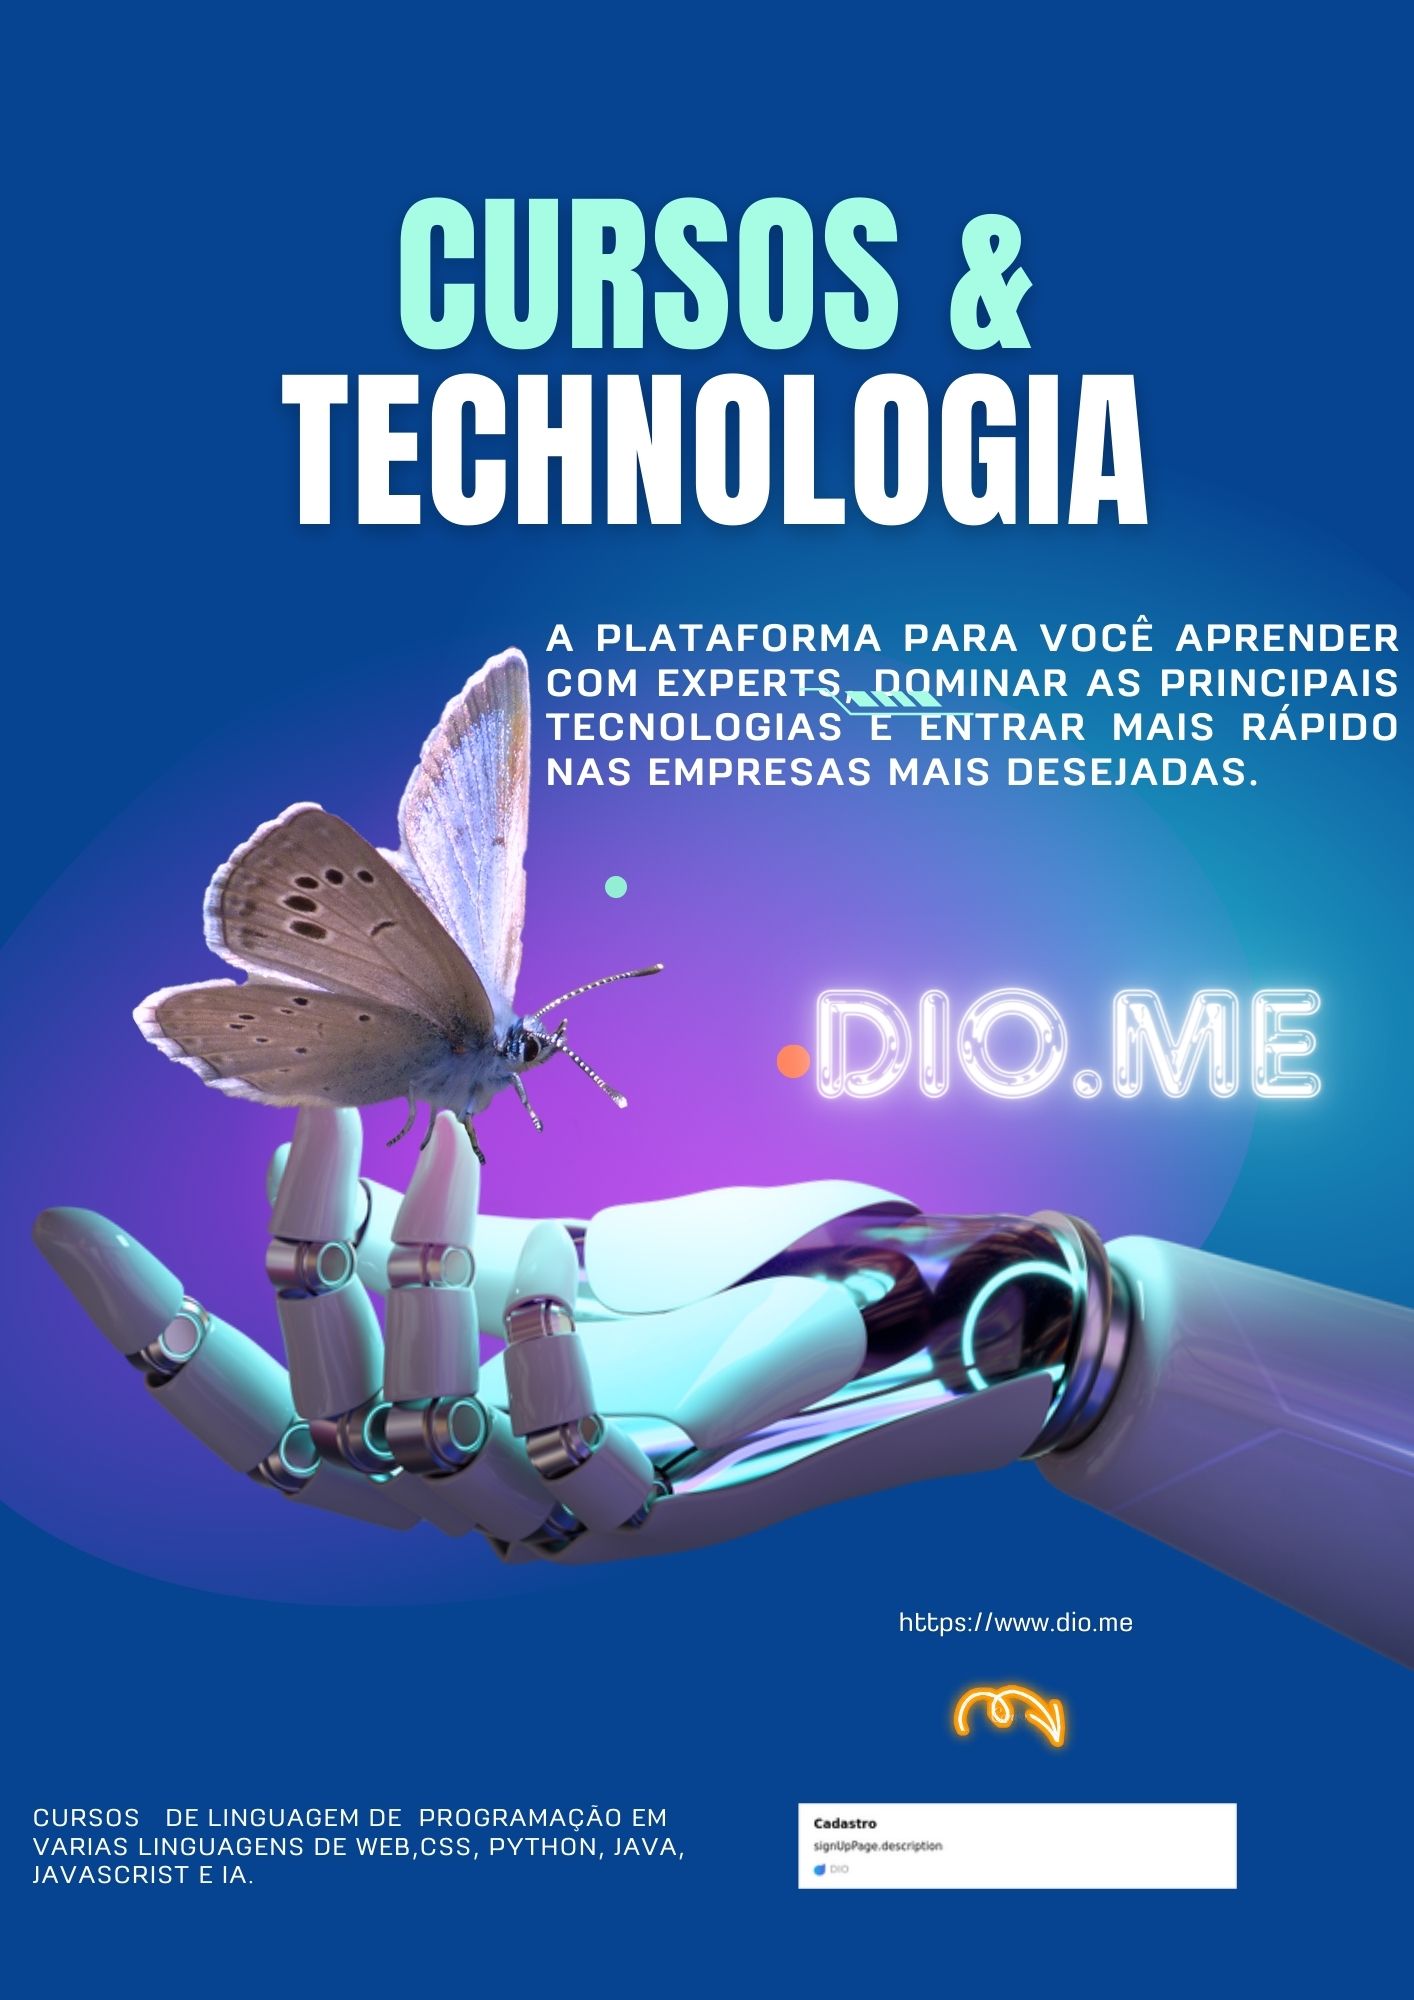 CURSOS &
TECHNOLOGIA
A PLATAFORMA PARA VOCÊ APRENDER
COM EXPERTS, DOMINAR AS PRINCIPAIS
TECNOLOGIAS E ENTRAR MAIS RÁPIDO
NAS EMPRESAS MAIS DESEJADAS.
DIO.ME
https://www.dio.me
CURSOS DE LINGUAGEM DE PROGRAMAÇÃO EM
VARIAS LINGUAGENS DE WEB,CSS, PYTHON, JAVA,
JAVASCRIST E IA.
Cadastro
signUpPage.description
DIO